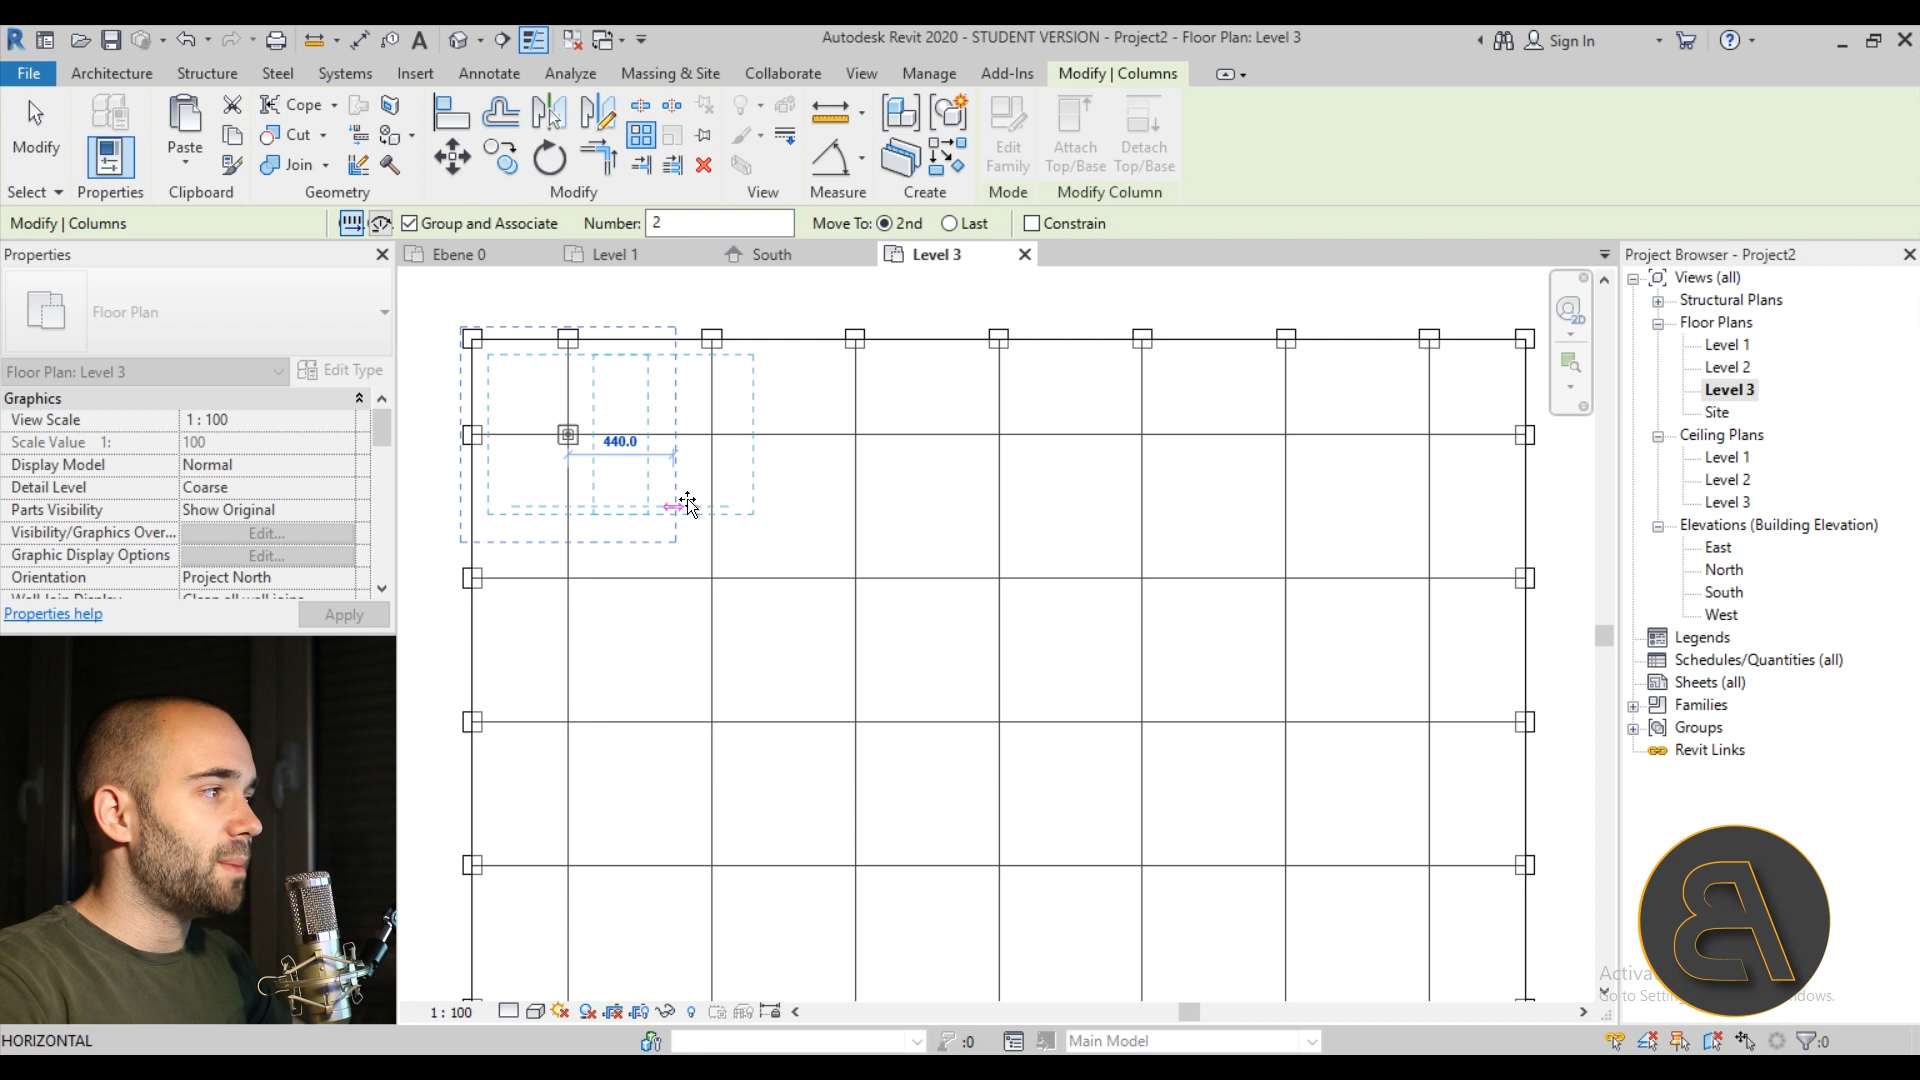 Autodesk Revit 2020 - STUDENT VERSION - Project2 - Floor Plan: Level 3
Sign In
File Architecture Structure Steel Systems Insert Annotate Analyze Massing & Site Collaborate View Manage Add-Ins Modify | Columns
Modify
Paste
Cope
Cut
Join
Edit Family
Attach Top/Base
Detach Top/Base
Select Properties Clipboard Geometry Modify View Measure Create Mode Modify Column
Modify | Columns Group and Associate Number: 2 Move To: 2nd Last Constrain
Properties
Ebene 0 Level 1 South Level 3
Project Browser - Project2
Floor Plan
Floor Plan: Level 3 Edit Type
Graphics
View Scale 1 : 100
Scale Value 1: 100
Display Model Normal
Detail Level Coarse
Parts Visibility Show Original
Visibility/Graphics Over... Edit...
Graphic Display Options Edit...
Orientation Project North
Properties help Apply
440.0
2D
Views (all)
Structural Plans
Floor Plans
Level 1
Level 2
Level 3
Site
Ceiling Plans
Level 1
Level 2
Level 3
Elevations (Building Elevation)
East
North
South
West
Legends
Schedules/Quantities (all)
Sheets (all)
Families
Groups
Revit Links
1 : 100
HORIZONTAL
:0
Main Model
:0